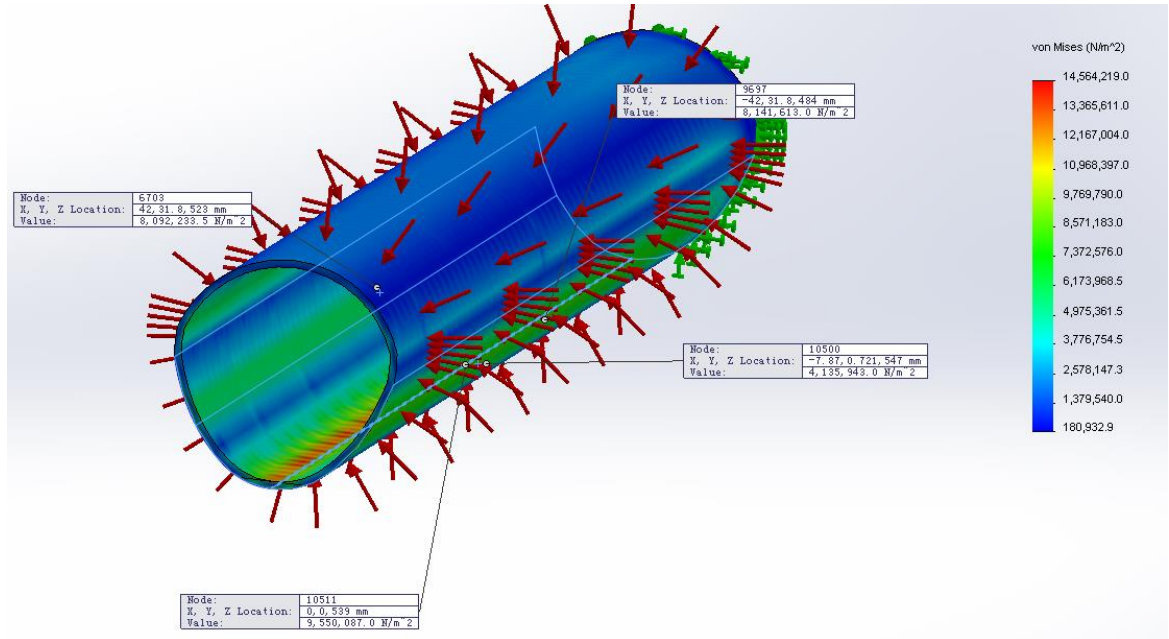 von Mises (N/m^2)
14,564,219.0
13,365,611.0
12,167,004.0
10,968,397.0
9,769,790.0
8,571,183.0
7,372,576.0
6,173,968.5
4,975,361.5
3,776,754.5
2,578,147.3
1,379,540.0
180,932.9
Node: 9697
X, Y, Z Location: -42,31.8,484 mm
Value: 8,141,613.0 N/m^2
Node: 6703
X, Y, Z Location: 42,31.8,523 mm
Value: 8,092,233.5 N/m^2
Node: 10500
X, Y, Z Location: -7.87,0.721,547 mm
Value: 4,135,943.0 N/m^2
Node: 10511
X, Y, Z Location: 0,0,539 mm
Value: 9,550,087.0 N/m^2